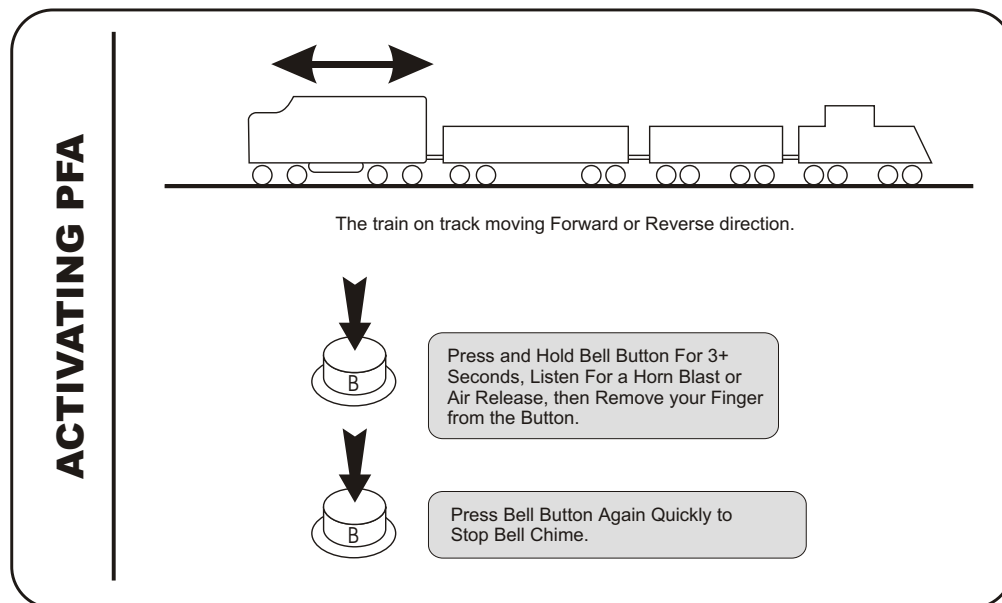 ACTIVATING PFA
The train on track moving Forward or Reverse direction.
B
Press and Hold Bell Button For 3+
Seconds, Listen For a Horn Blast or
Air Release, then Remove your Finger
from the Button.
B
Press Bell Button Again Quickly to
Stop Bell Chime.